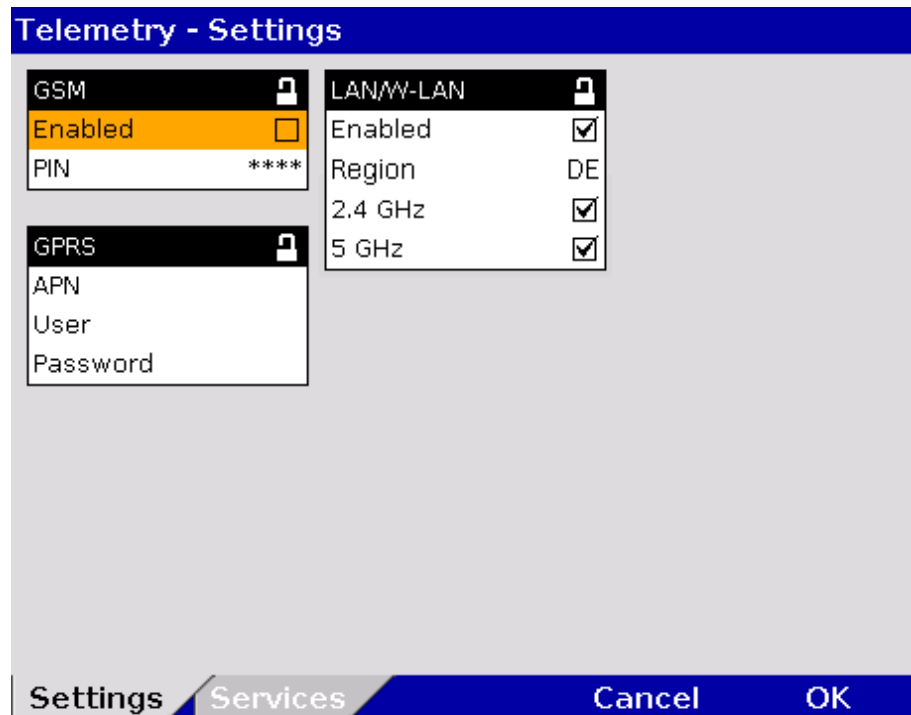 Telemetry - Settings
GSM
Enabled
PIN ****
GPRS
APN
User
Password
LAN/W-LAN
Enabled
Region DE
2.4 GHz
5 GHz
Settings Services Cancel OK